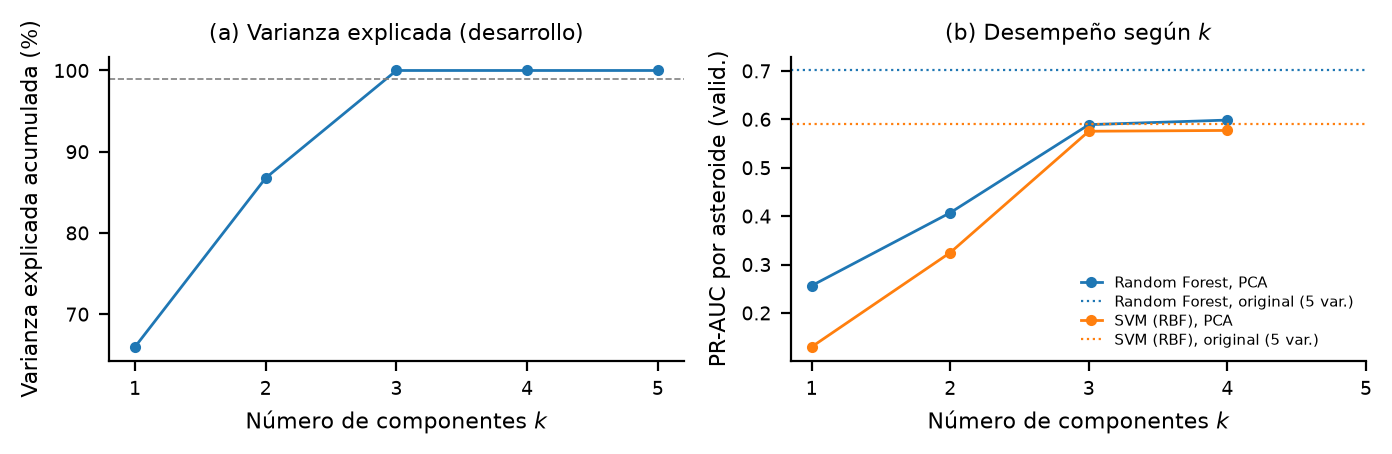 (a) Varianza explicada (desarrollo)
Varianza explicada acumulada (%)
100
90
80
70
1 2 3 4 5
Número de componentes k
(b) Desempeño según k
PR-AUC por asteroide (valid.)
0.7
0.6
0.5
0.4
0.3
0.2
Random Forest, PCA
Random Forest, original (5 var.)
SVM (RBF), PCA
SVM (RBF), original (5 var.)
1 2 3 4 5
Número de componentes k